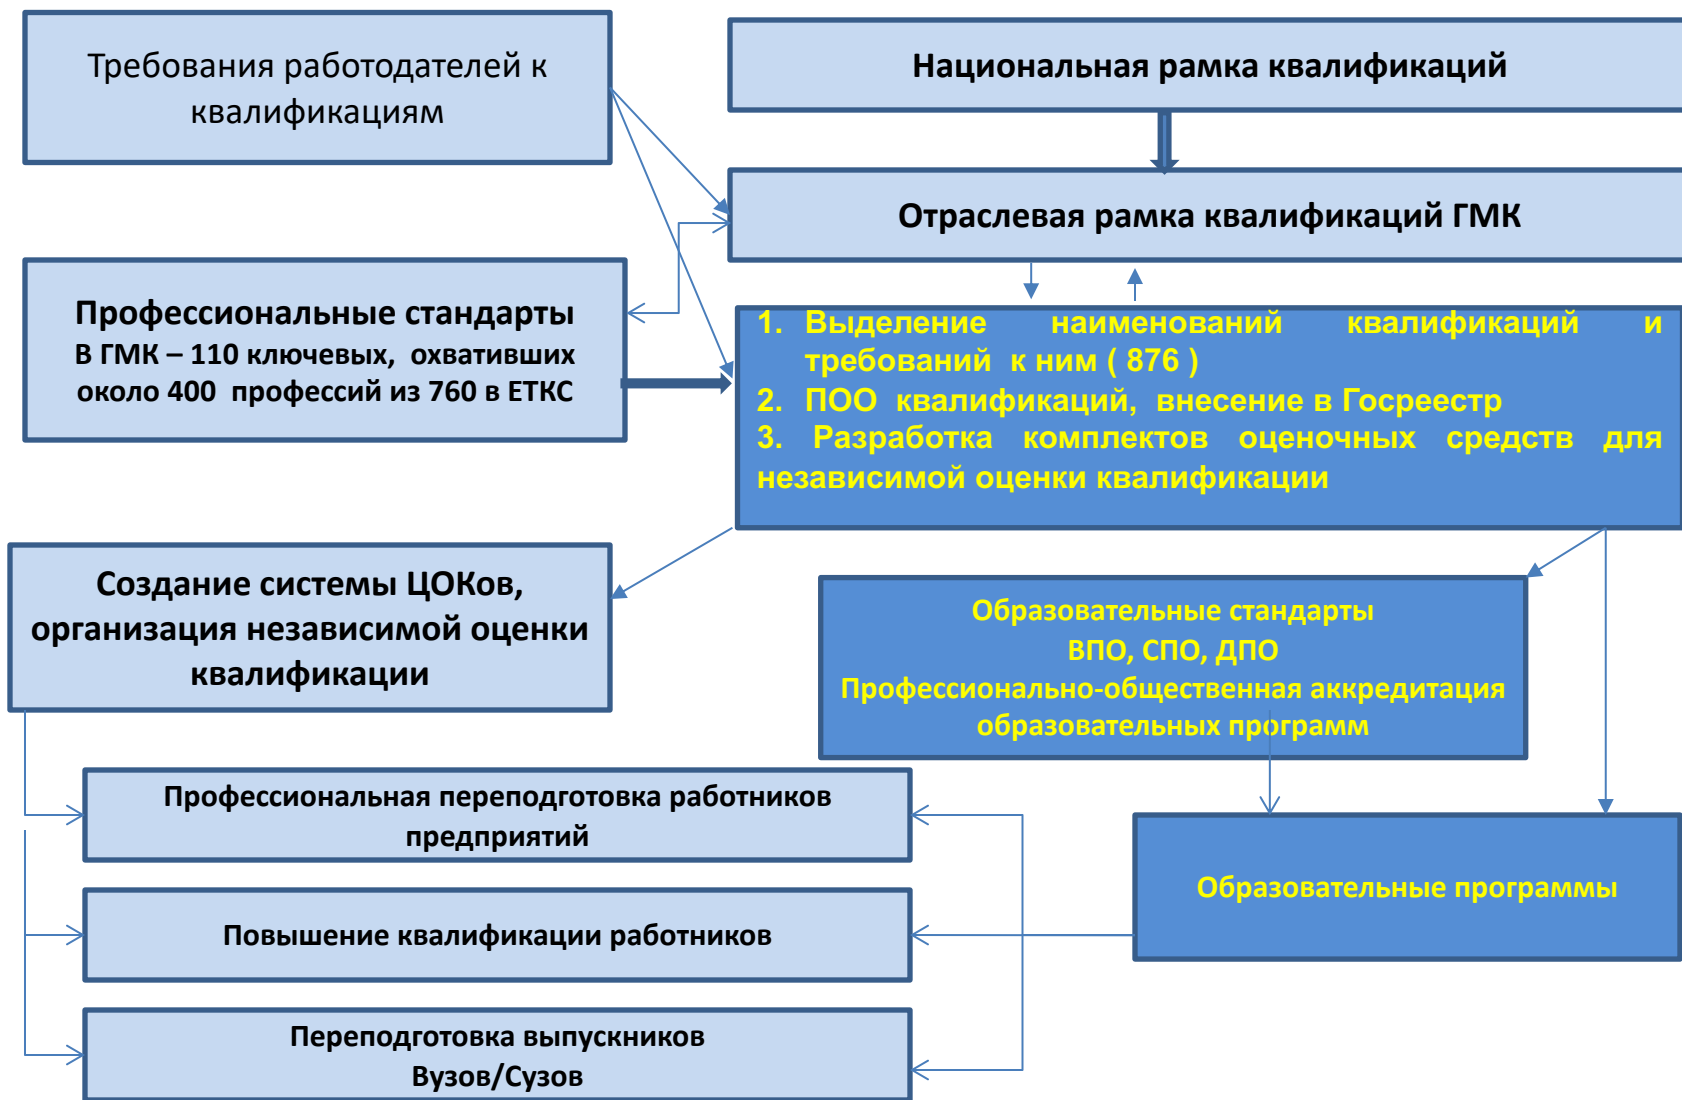 Требования работодателей к
квалификациям
Национальная рамка квалификаций
Отраслевая рамка квалификаций ГМК
Профессиональные стандарты
В ГМК – 110 ключевых, охвативших
около 400 профессий из 760 в ЕТКС
1. Выделение наименований квалификаций и
требований к ним ( 876 )
2. ПОО квалификаций, внесение в Госреестр
3. Разработка комплектов оценочных средств для
независимой оценки квалификации
Создание системы ЦОКов,
организация независимой оценки
квалификации
Образовательные стандарты
ВПО, СПО, ДПО
Профессионально-общественная аккредитация
образовательных программ
Профессиональная переподготовка работников
предприятий
Образовательные программы
Повышение квалификации работников
Переподготовка выпускников
Вузов/Сузов